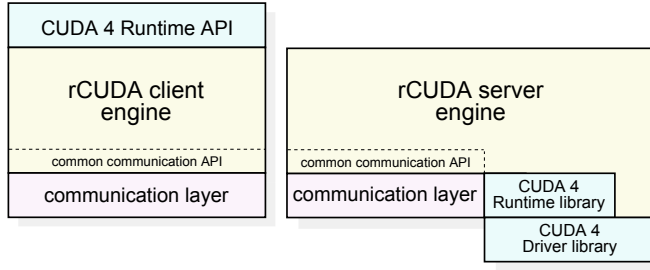 CUDA 4 Runtime API
rCUDA client
engine
common communication API
communication layer
rCUDA server
engine
common communication API
communication layer
CUDA 4
Runtime library
CUDA 4
Driver library